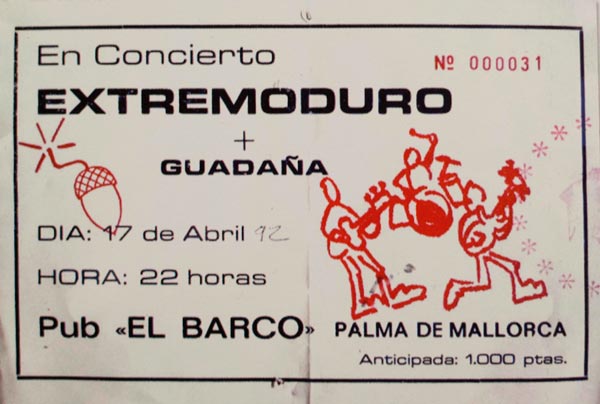 En Concierto
Nº 000031
EXTREMODURO
+
GUADAÑA
DIA: 17 de Abril 92
HORA: 22 horas
Pub «EL BARCO» PALMA DE MALLORCA
Anticipada: 1.000 ptas.